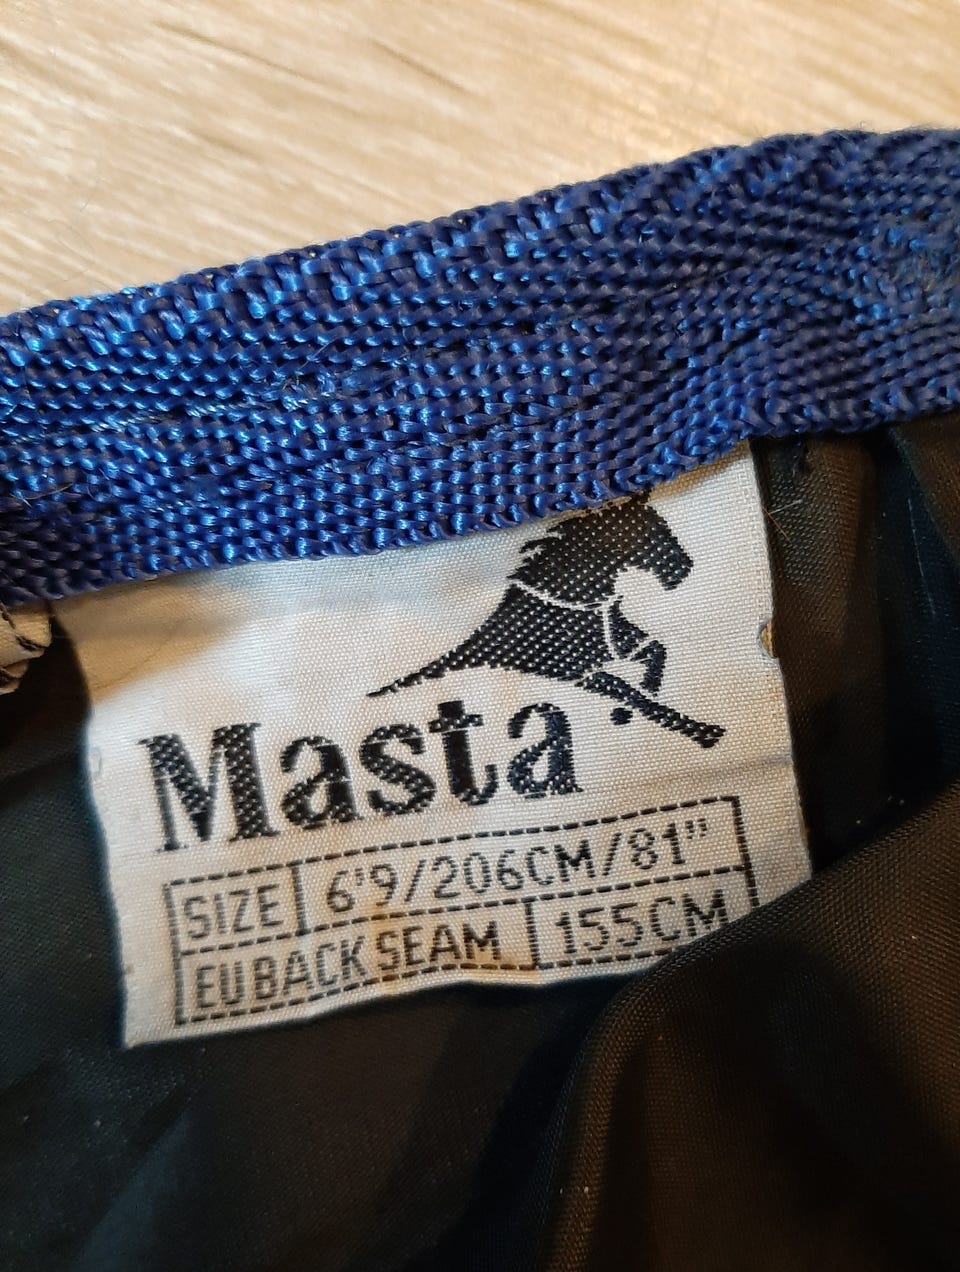 Masta
SIZE 6'9/206CM/81"
EU BACK SEAM 155CM